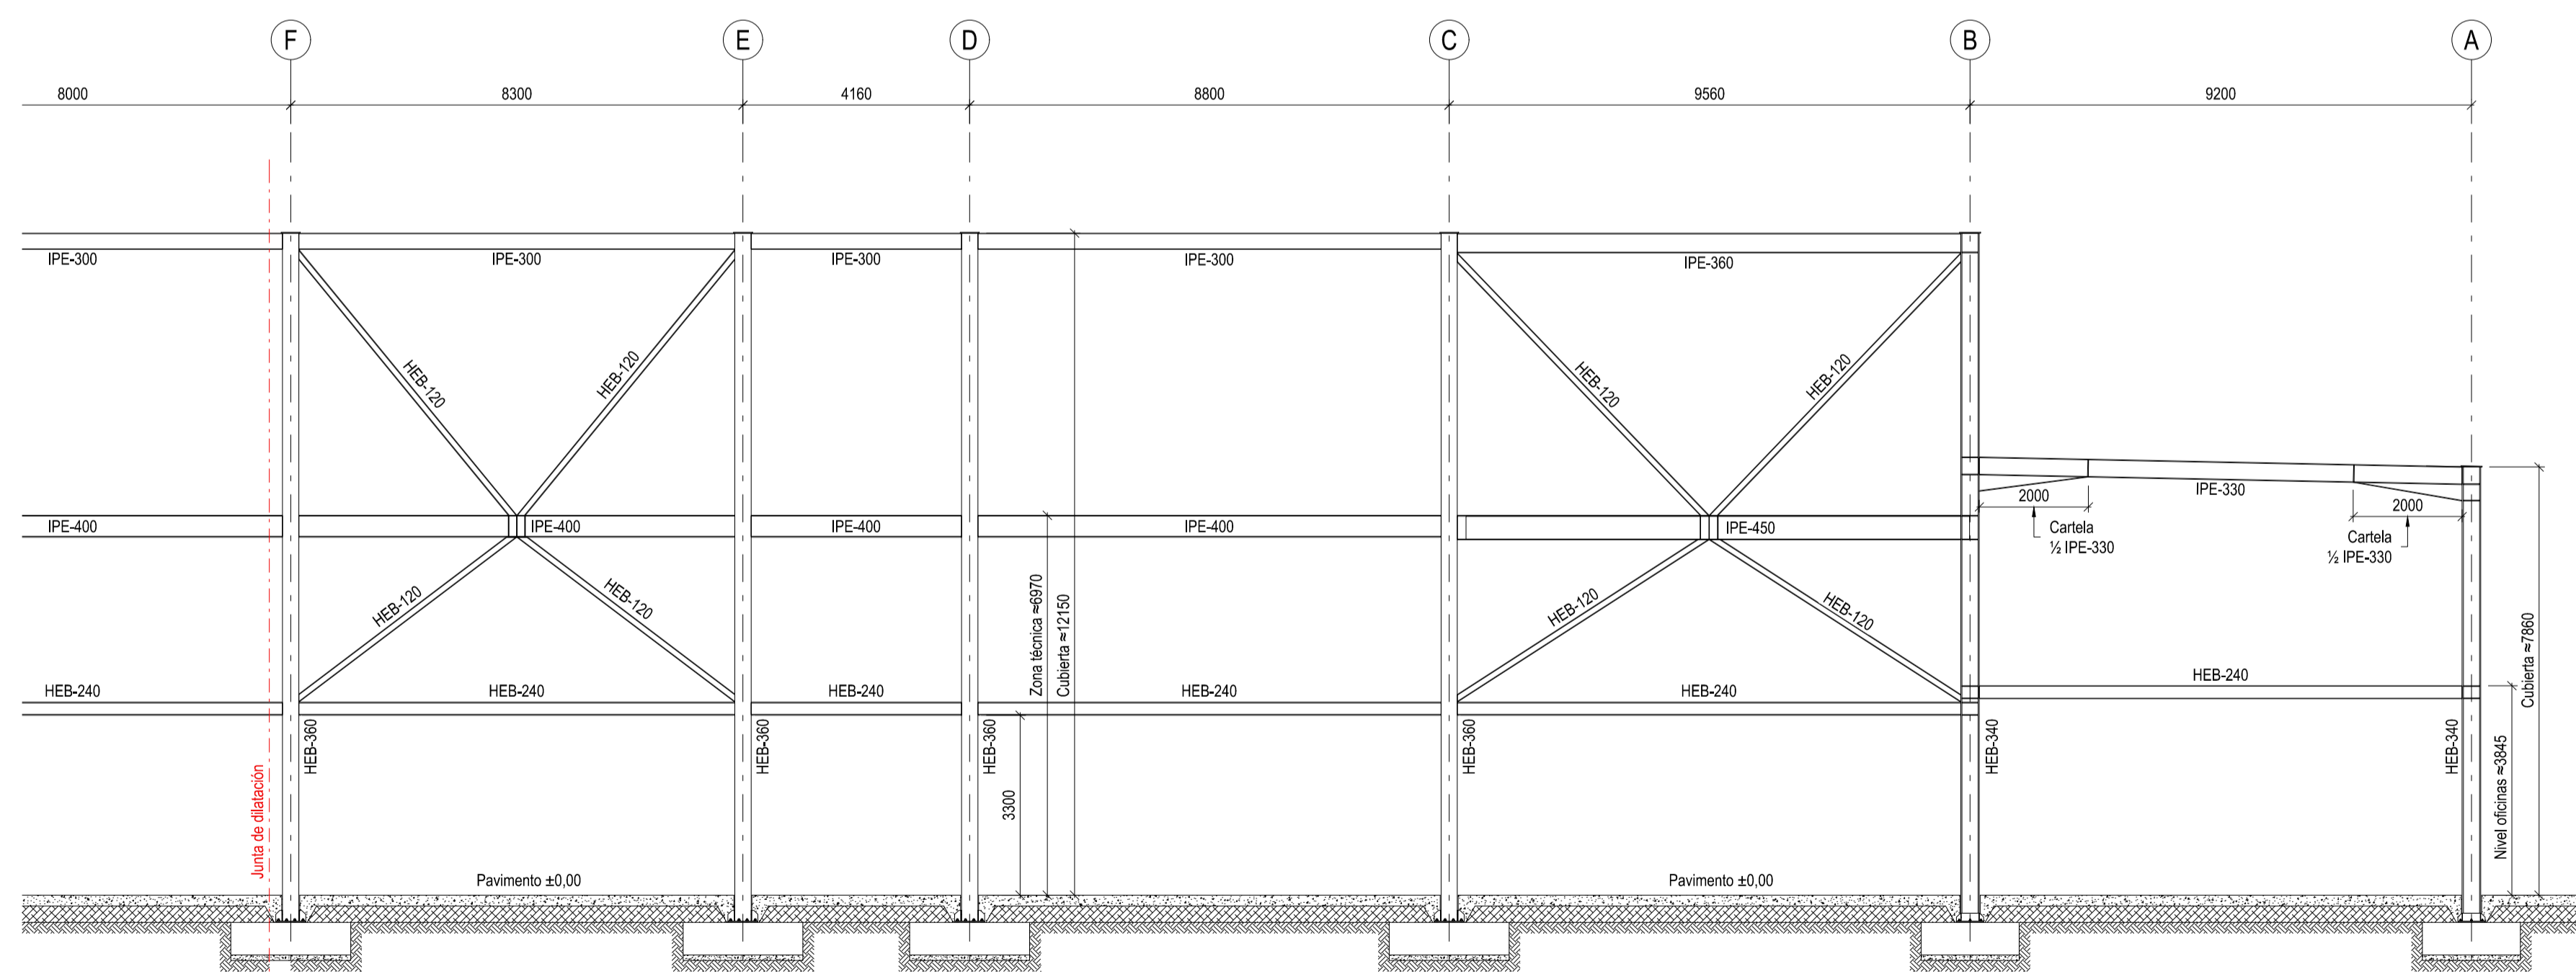 F E D C B A
8000 8300 4160 8800 9560 9200
IPE-300 IPE-300 IPE-300 IPE-300 IPE-360
HEB-120 HEB-120 HEB-120 HEB-120
IPE-330
2000
Cartela
½ IPE-330
2000
Cartela
½ IPE-330
IPE-400 IPE-400 IPE-400 IPE-400 IPE-450
HEB-120 HEB-120 HEB-120 HEB-120
Zona técnica ≈6970
Cubierta ≈12150
Cubierta ≈7860
HEB-240 HEB-240 HEB-240 HEB-240 HEB-240 HEB-240
HEB-360 HEB-360 HEB-360 HEB-360 HEB-340 HEB-340
Nivel oficinas ≈3845
3300
Junta de dilatación
Pavimento ±0,00 Pavimento ±0,00